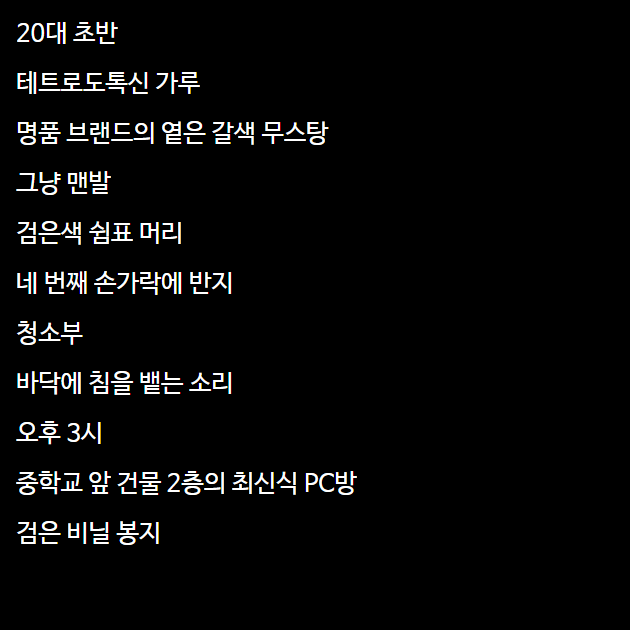 20대 초반
테트로도톡신 가루
명품 브랜드의 옅은 갈색 무스탕
그냥 맨발
검은색 쉼표 머리
네 번째 손가락에 반지
청소부
바닥에 침을 뱉는 소리
오후 3시
중학교 앞 건물 2층의 최신식 PC방
검은 비닐 봉지